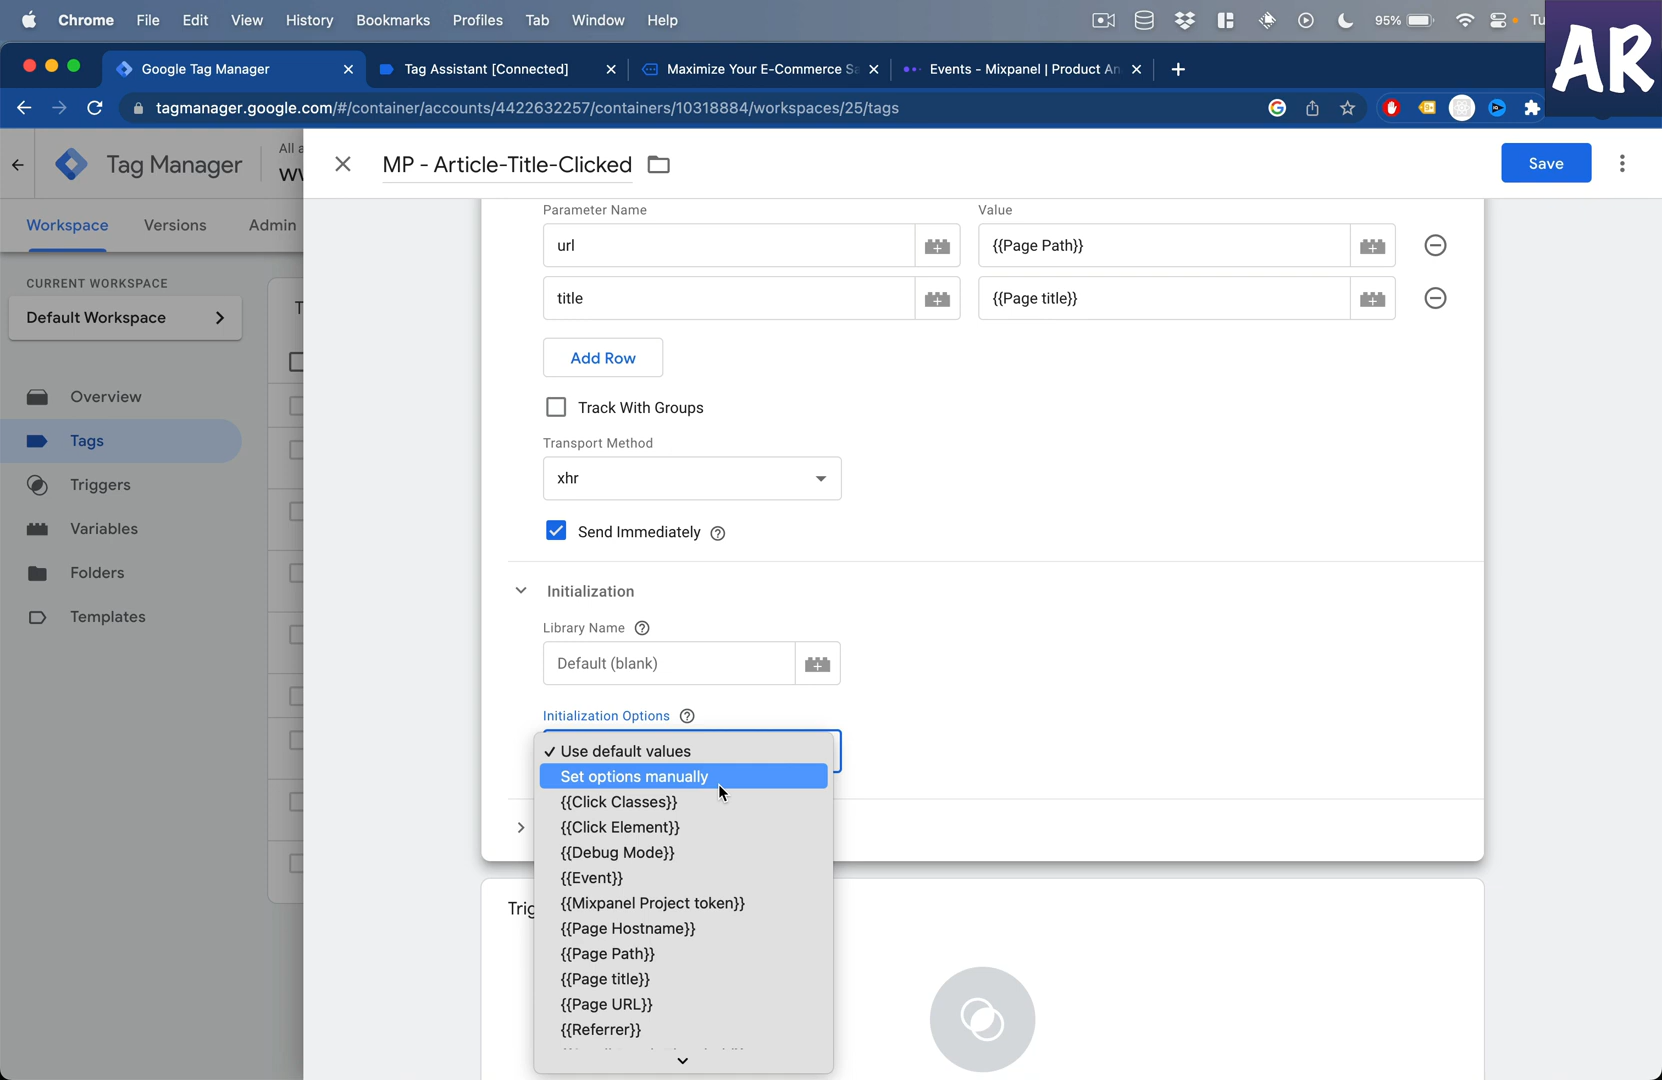 Chrome File Edit View History Bookmarks Profiles Tab Window Help 95% Tu
AR
Google Tag Manager Tag Assistant [Connected] Maximize Your E-Commerce Sa Events - Mixpanel | Product An
tagmanager.google.com/#/container/accounts/4422632257/containers/10318884/workspaces/25/tags
Tag Manager All a
MP - Article-Title-Clicked Save
Workspace Versions Admin
CURRENT WORKSPACE
Default Workspace
Overview
Tags
Triggers
Variables
Folders
Templates
Parameter Name Value
url {{Page Path}}
title {{Page title}}
Add Row
Track With Groups
Transport Method
xhr
Send Immediately
Initialization
Library Name
Default (blank)
Initialization Options
Use default values
Set options manually
{{Click Classes}}
{{Click Element}}
{{Debug Mode}}
{{Event}}
{{Mixpanel Project token}}
{{Page Hostname}}
{{Page Path}}
{{Page title}}
{{Page URL}}
{{Referrer}}
Trig